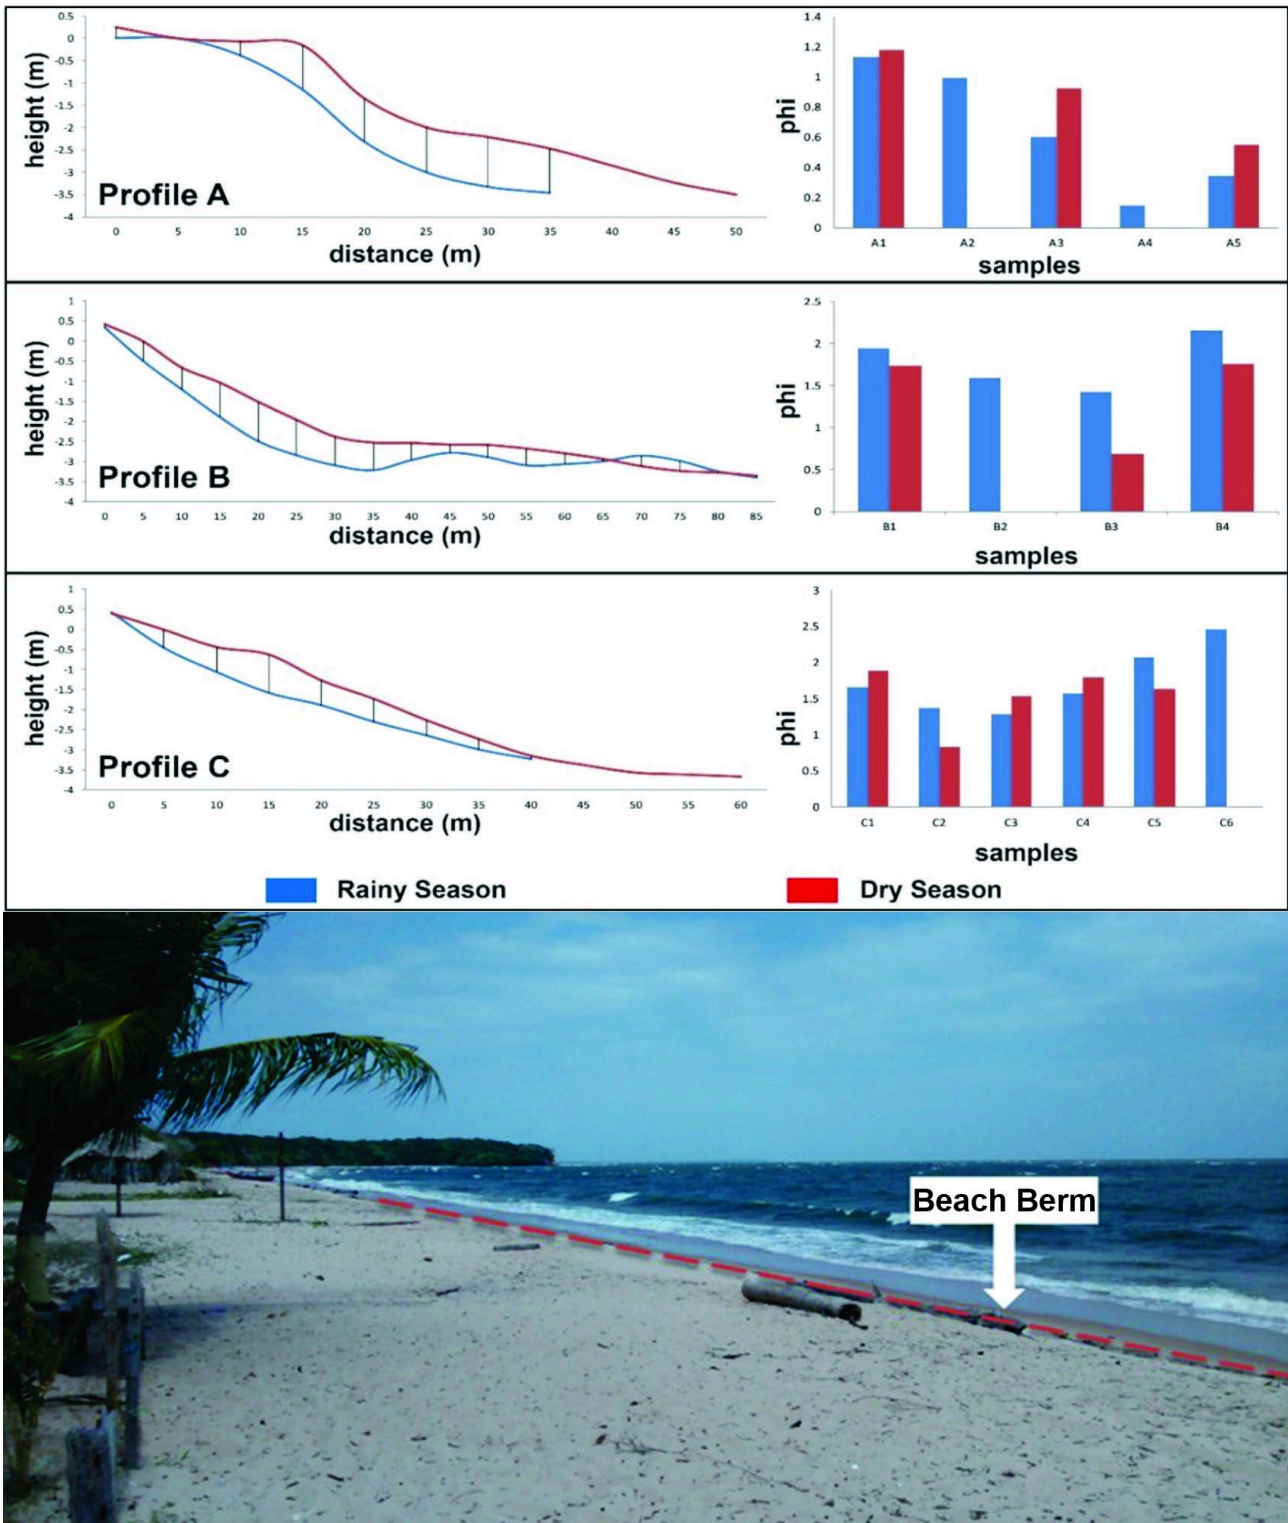 0.5
0
-0.5
-1
-1.5
-2
-2.5
-3
-3.5
-4
height (m)
Profile A
0 5 10 15 20 25 30 35 40 45 50
distance (m)
1.4
1.2
1
0.8
0.6
0.4
0.2
0
phi
A1 A2 A3 A4 A5
samples
1
0.5
0
-0.5
-1
-1.5
-2
-2.5
-3
-3.5
-4
height (m)
Profile B
0 5 10 15 20 25 30 35 40 45 50 55 60 65 70 75 80 85
distance (m)
2.5
2
1.5
1
0.5
0
phi
B1 B2 B3 B4
samples
1
0.5
0
-0.5
-1
-1.5
-2
-2.5
-3
-3.5
-4
height (m)
Profile C
0 5 10 15 20 25 30 35 40 45 50 55 60
distance (m)
3
2.5
2
1.5
1
0.5
0
phi
C1 C2 C3 C4 C5 C6
samples
Rainy Season
Dry Season
Beach Berm